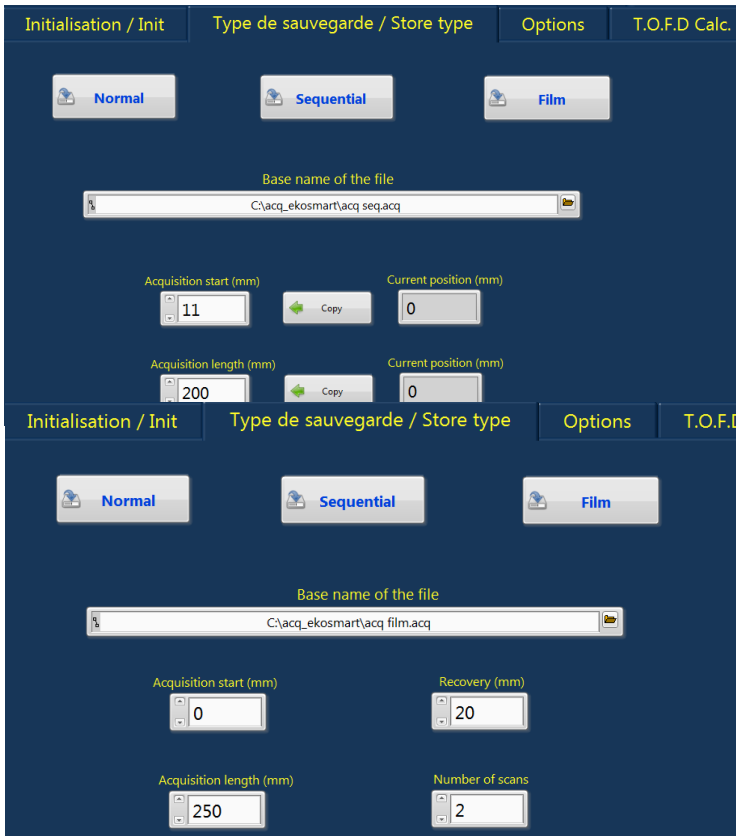 Initialisation / Init Type de sauvegarde / Store type Options T.O.F.D Calc.
Normal Sequential Film
Base name of the file
C:\acq_ekosmart\acq seq.acq
Acquisition start (mm) Current position (mm)
11 Copy 0
Acquisition length (mm) Current position (mm)
200 Copy 0
Initialisation / Init Type de sauvegarde / Store type Options T.O.F.D
Normal Sequential Film
Base name of the file
C:\acq_ekosmart\acq film.acq
Acquisition start (mm) Recovery (mm)
0 20
Acquisition length (mm) Number of scans
250 2